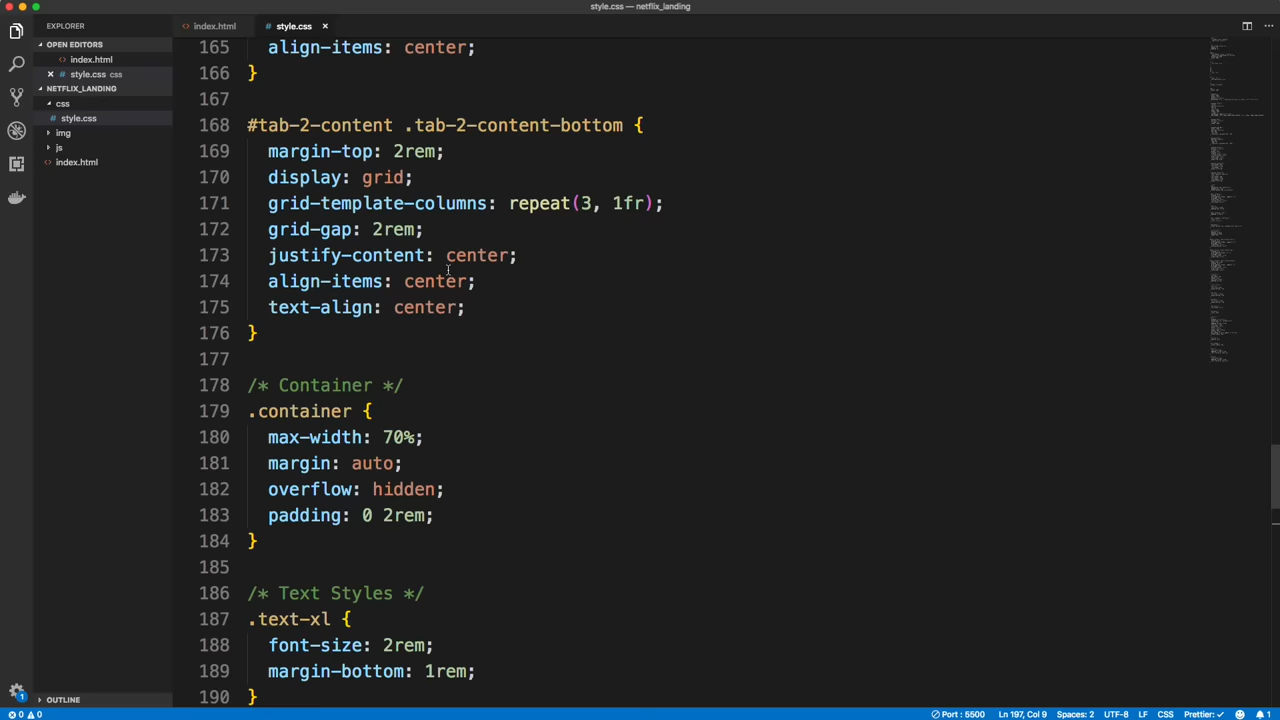 style.css — netflix_landing
EXPLORER
index.html
style.css
OPEN EDITORS
index.html
style.css css
NETFLIX_LANDING
css
style.css
img
js
index.html
165 align-items: center;
166 }
167
168 #tab-2-content .tab-2-content-bottom {
169 margin-top: 2rem;
170 display: grid;
171 grid-template-columns: repeat(3, 1fr);
172 grid-gap: 2rem;
173 justify-content: center;
174 align-items: center;
175 text-align: center;
176 }
177
178 /* Container */
179 .container {
180 max-width: 70%;
181 margin: auto;
182 overflow: hidden;
183 padding: 0 2rem;
184 }
185
186 /* Text Styles */
187 .text-xl {
188 font-size: 2rem;
189 margin-bottom: 1rem;
190 }
OUTLINE
1
0 0 Port : 5500 Ln 197, Col 9 Spaces: 2 UTF-8 LF CSS Prettier: ✓ 1